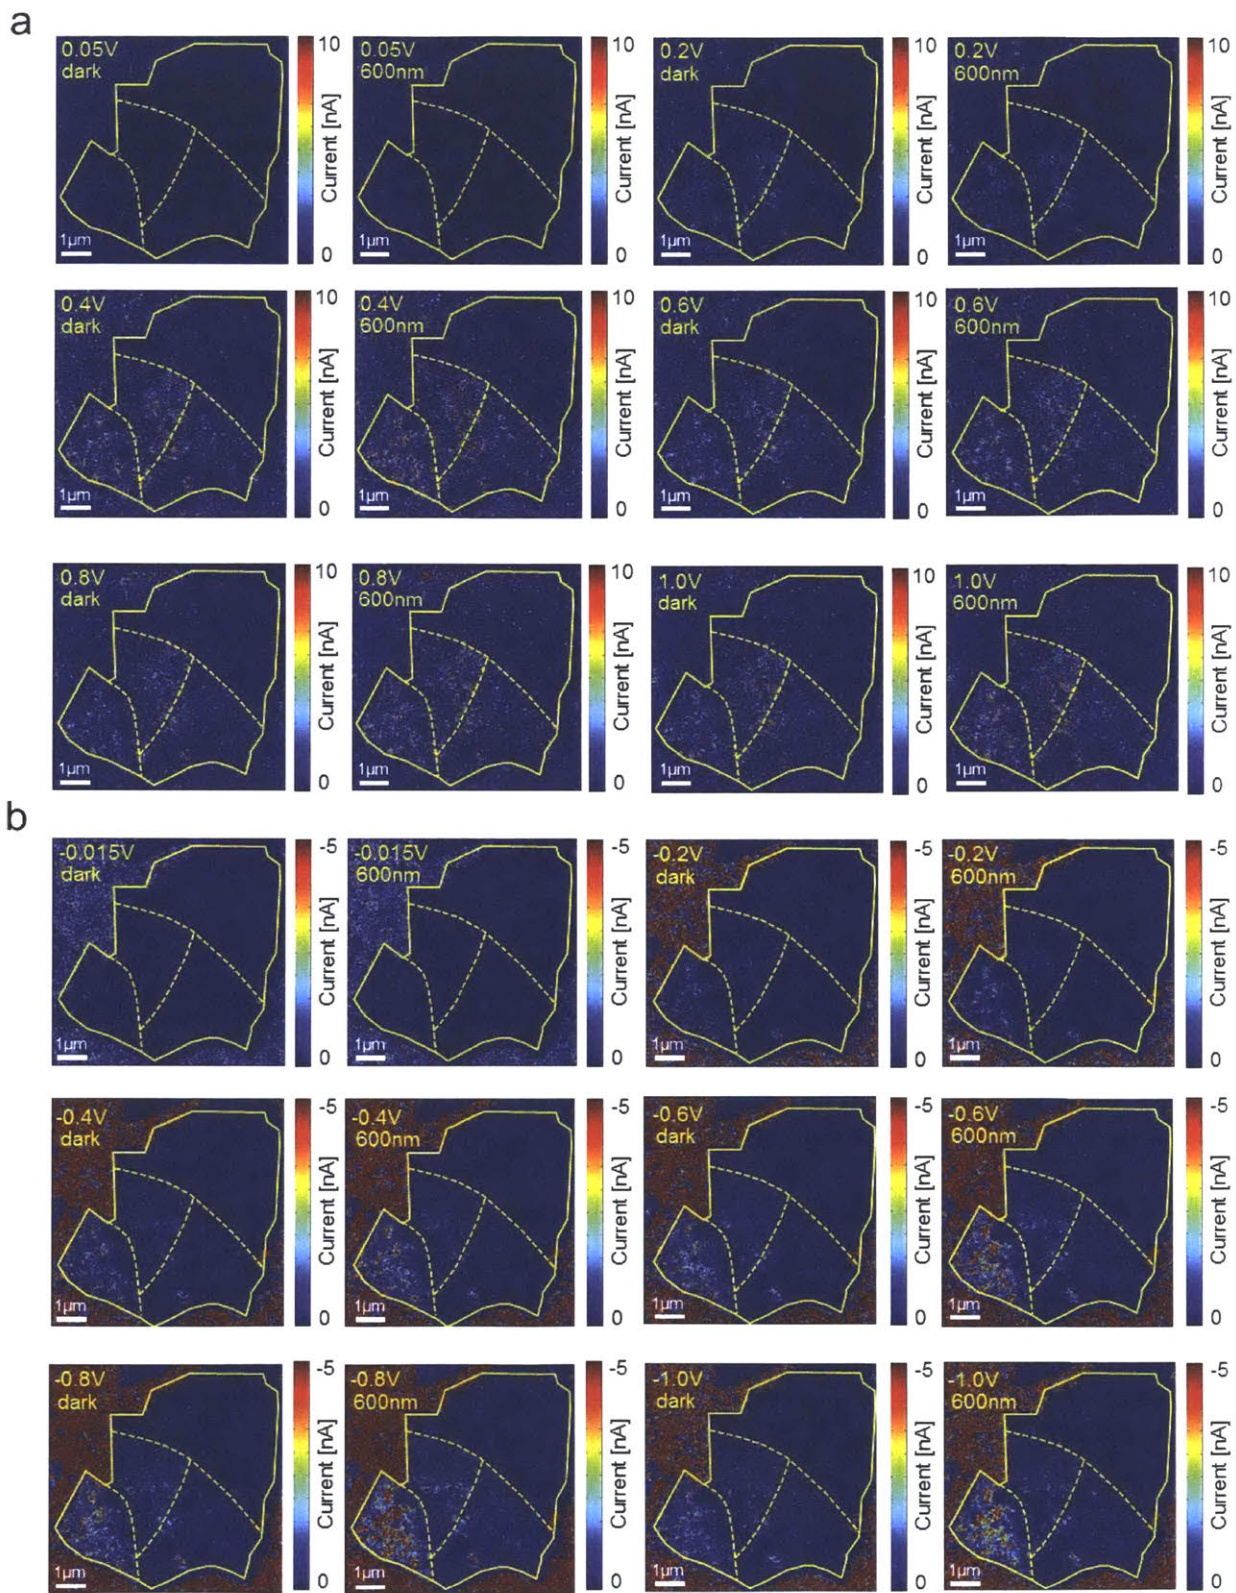 a
0.05V
dark
1µm
10
Current [nA]
0
0.05V
600nm
1µm
10
Current [nA]
0
0.2V
dark
1µm
10
Current [nA]
0
0.2V
600nm
1µm
10
Current [nA]
0
0.4V
dark
1µm
10
Current [nA]
0
0.4V
600nm
1µm
10
Current [nA]
0
0.6V
dark
1µm
10
Current [nA]
0
0.6V
600nm
1µm
10
Current [nA]
0
0.8V
dark
1µm
10
Current [nA]
0
0.8V
600nm
1µm
10
Current [nA]
0
1.0V
dark
1µm
10
Current [nA]
0
1.0V
600nm
1µm
10
Current [nA]
0
b
-0.015V
dark
1µm
-5
Current [nA]
0
-0.015V
600nm
1µm
-5
Current [nA]
0
-0.2V
dark
1µm
-5
Current [nA]
0
-0.2V
600nm
1µm
-5
Current [nA]
0
-0.4V
dark
1µm
-5
Current [nA]
0
-0.4V
600nm
1µm
-5
Current [nA]
0
-0.6V
dark
1µm
-5
Current [nA]
0
-0.6V
600nm
1µm
-5
Current [nA]
0
-0.8V
dark
1µm
-5
Current [nA]
0
-0.8V
600nm
1µm
-5
Current [nA]
0
-1.0V
dark
1µm
-5
Current [nA]
0
-1.0V
600nm
1µm
-5
Current [nA]
0